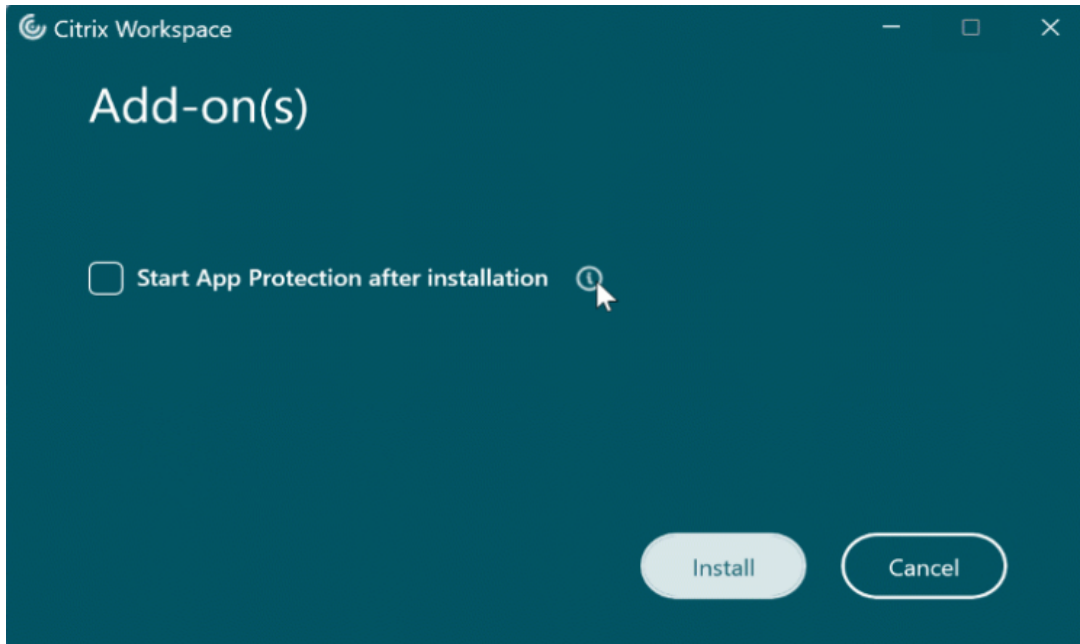 Citrix Workspace
Add-on(s)
Start App Protection after installation
Install
Cancel